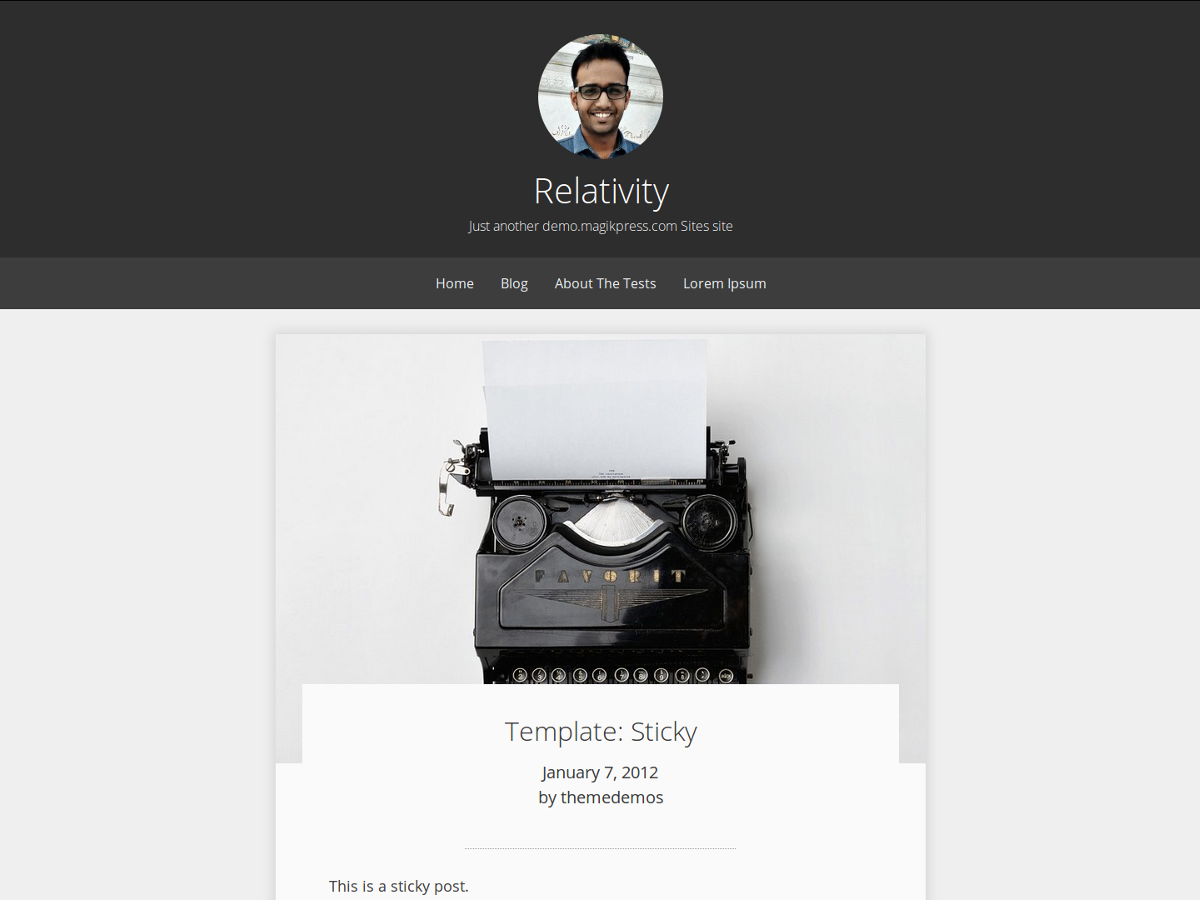 Relativity
Just another demo.magikpress.com Sites site
Home Blog About The Tests Lorem Ipsum
FAVORIT
Template: Sticky
January 7, 2012
by themedemos
This is a sticky post.